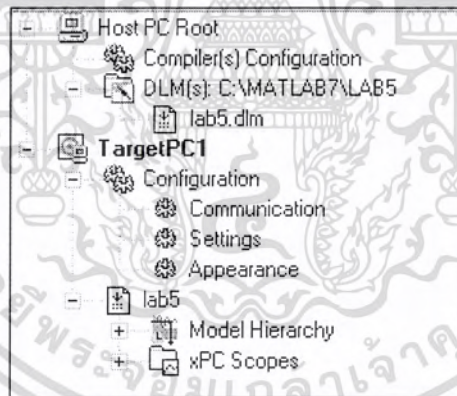 Host PC Root
Compiler(s) Configuration
DLM(s): C:\MATLAB7\LAB5
lab5.dlm
TargetPC1
Configuration
Communication
Settings
Appearance
lab5
Model Hierarchy
xPC Scopes